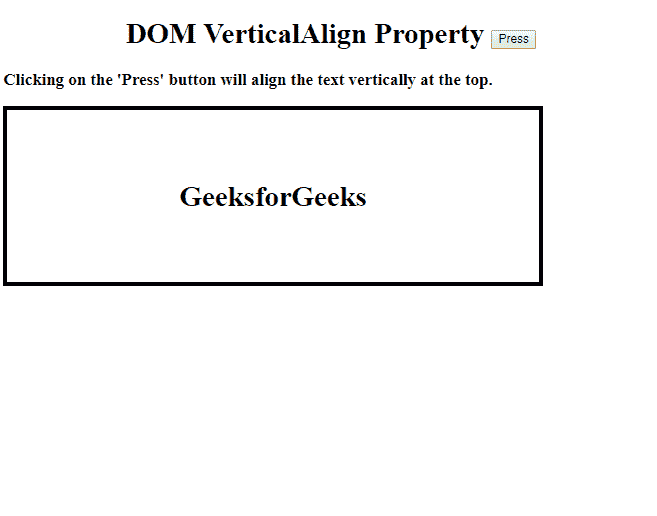 DOM VerticalAlign Property Press
Clicking on the 'Press' button will align the text vertically at the top.
GeeksforGeeks